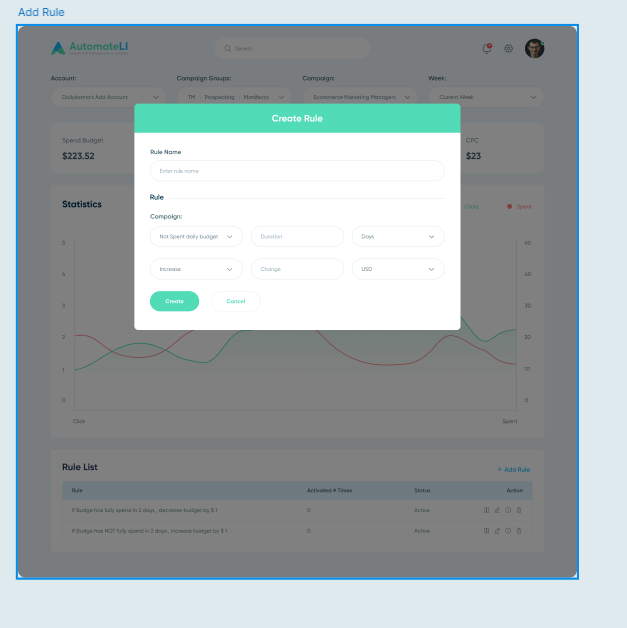 Add Rule
AutomateLI
Search
Account:
Campaign Groups:
Campaign:
Week:
Dailybamork Add Account
TM | Prospecting | Manifesto
Ecommerce Marketing Managers
Current Week
Create Rule
Spend Budget
$223.52
CPC
$23
Rule Name
Enter rule name
Statistics
Clicks
Spent
Rule
Campaign:
Not Spent daily budget
Duration
Days
Increase
Change
USD
Create
Cancel
5
60
4
40
3
30
2
20
1
10
0
0
Click
Spent
Rule List
+ Add Rule
Rule
Activated # Times
Status
Action
If Budge has fully spend in 2 days , decrease budget by $ 1
0
Active
If Budge has NOT fully spend in 2 days , increase budget by $ 1
0
Active